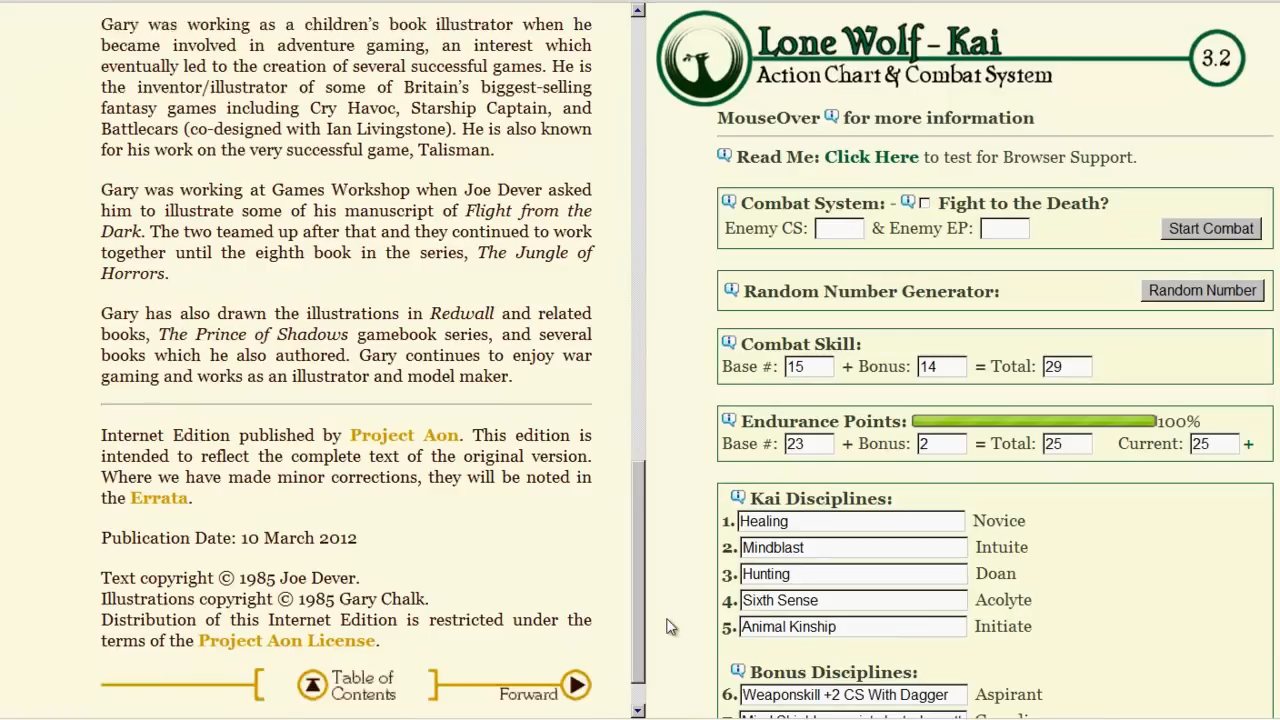 Gary was working as a children's book illustrator when he
became involved in adventure gaming, an interest which
eventually led to the creation of several successful games. He is
the inventor/illustrator of some of Britain's biggest-selling
fantasy games including Cry Havoc, Starship Captain, and
Battlecars (co-designed with Ian Livingstone). He is also known
for his work on the very successful game, Talisman.
Gary was working at Games Workshop when Joe Dever asked
him to illustrate some of his manuscript of Flight from the
Dark. The two teamed up after that and they continued to work
together until the eighth book in the series, The Jungle of
Horrors.
Gary has also drawn the illustrations in Redwall and related
books, The Prince of Shadows gamebook series, and several
books which he also authored. Gary continues to enjoy war
gaming and works as an illustrator and model maker.
Internet Edition published by Project Aon. This edition is
intended to reflect the complete text of the original version.
Where we have made minor corrections, they will be noted in
the Errata.
Publication Date: 10 March 2012
Text copyright © 1985 Joe Dever.
Illustrations copyright © 1985 Gary Chalk.
Distribution of this Internet Edition is restricted under the
terms of the Project Aon License.
Table of
Contents
Forward
Lone Wolf - Kai
Action Chart & Combat System
3.2
MouseOver for more information
Read Me: Click Here to test for Browser Support.
Combat System: - Fight to the Death?
Enemy CS: & Enemy EP: Start Combat
Random Number Generator: Random Number
Combat Skill:
Base #: 15 + Bonus: 14 = Total: 29
Endurance Points: 100%
Base #: 23 + Bonus: 2 = Total: 25 Current: 25 +
Kai Disciplines:
1. Healing Novice
2. Mindblast Intuite
3. Hunting Doan
4. Sixth Sense Acolyte
5. Animal Kinship Initiate
Bonus Disciplines:
6. Weaponskill +2 CS With Dagger Aspirant